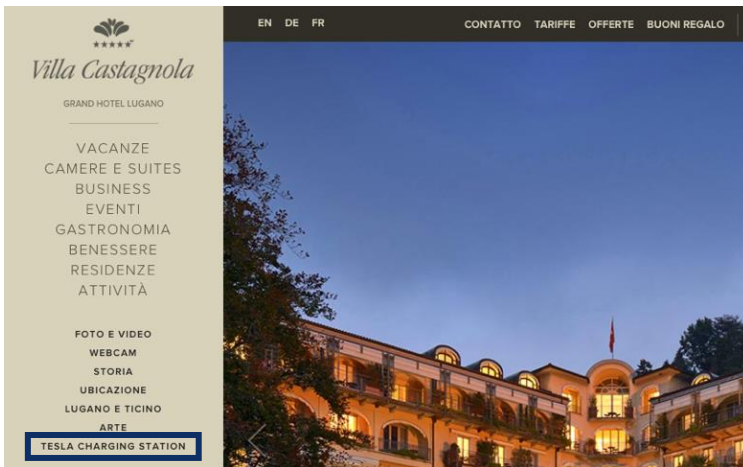 EN DE FR
CONTATTO TARIFFE OFFERTE BUONI REGALO
Villa Castagnola
GRAND HOTEL LUGANO
VACANZE
CAMERE E SUITES
BUSINESS
EVENTI
GASTRONOMIA
BENESSERE
RESIDENZE
ATTIVITÀ
FOTO E VIDEO
WEBCAM
STORIA
UBICAZIONE
LUGANO E TICINO
ARTE
TESLA CHARGING STATION